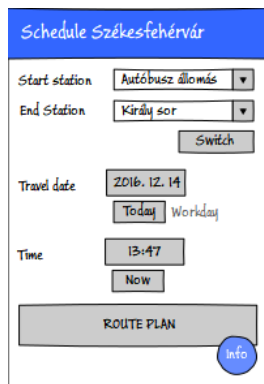 Schedule Székesfehérvár
Start station Autóbusz állomás
End Station Király sor
Switch
Travel date 2016. 12. 14
Today Workday
Time 13:47
Now
ROUTE PLAN
Info